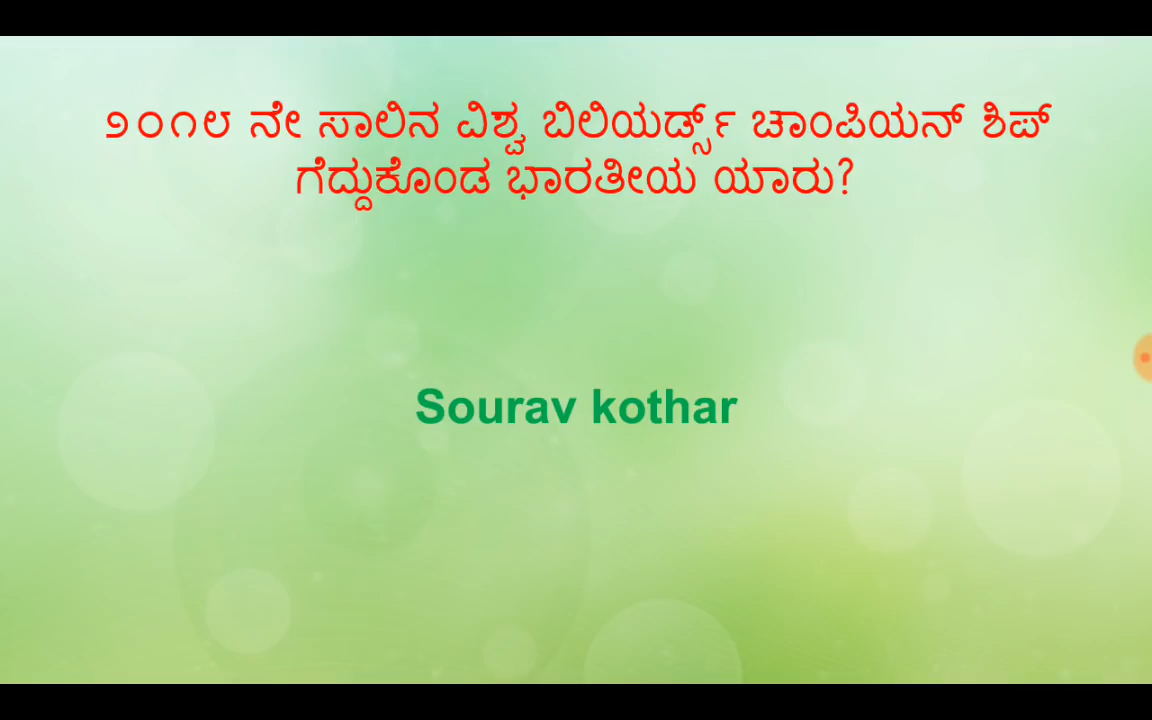 ೨೦೧೮ ನೇ ಸಾಲಿನ ವಿಶ್ವ ಬಿಲಿಯರ್ಡ್ಸ್ ಚಾಂಪಿಯನ್ ಶಿಪ್
ಗೆದ್ದುಕೊಂಡ ಭಾರತೀಯ ಯಾರು?
Sourav kothar